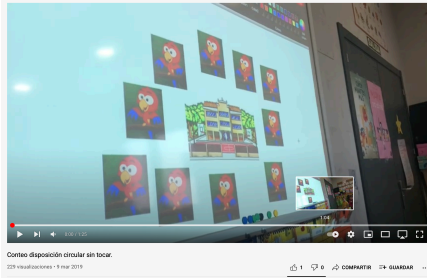 1:04
0:00 / 1:25
Conteo disposición circular sin tocar.
229 visualizaciones • 9 mar 2019
1
0
COMPARTIR
GUARDAR